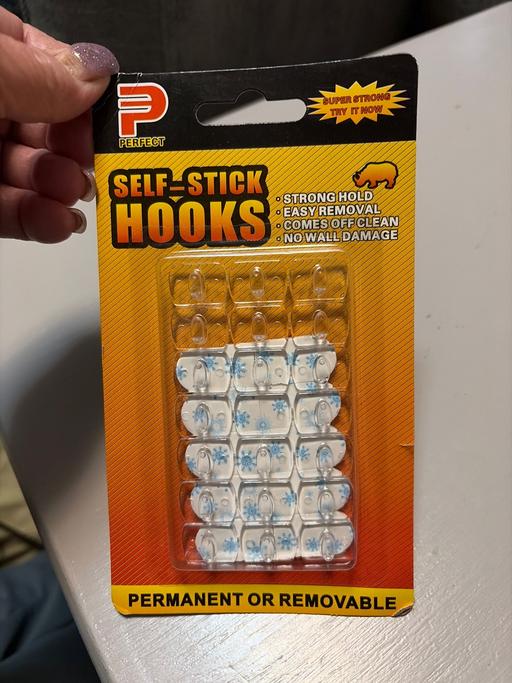 P
PERFECT
SUPER STRONG
TRY IT NOW
SELF-STICK
HOOKS
· STRONG HOLD
· EASY REMOVAL
· COMES OFF CLEAN
· NO WALL DAMAGE
PERMANENT OR REMOVABLE